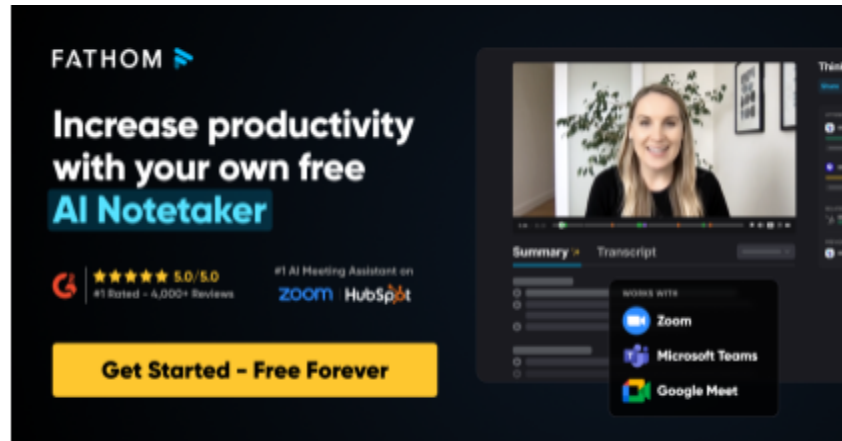 FATHOM
Increase productivity
with your own free
AI Notetaker
5.0/5.0
#1 Rated - 4,000+ Reviews
#1 AI Meeting Assistant on
zoom HubSpot
Get Started - Free Forever
Summary Transcript
WORKS WITH
Zoom
Microsoft Teams
Google Meet